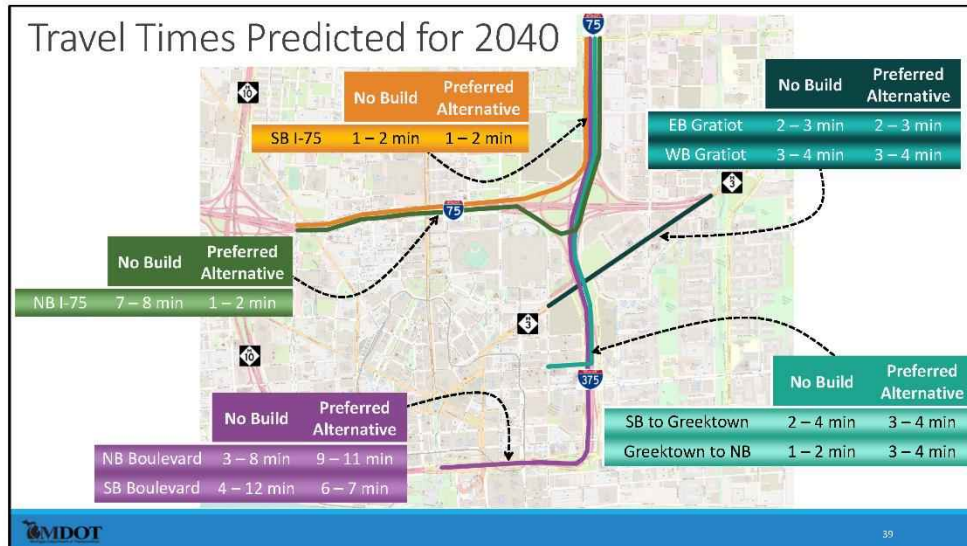 Travel Times Predicted for 2040
75
10
No Build Preferred Alternative
SB I-75 1 – 2 min 1 – 2 min
No Build Preferred Alternative
EB Gratiot 2 – 3 min 2 – 3 min
WB Gratiot 3 – 4 min 3 – 4 min
3
75
No Build Preferred Alternative
NB I-75 7 – 8 min 1 – 2 min
3
10
375
No Build Preferred Alternative
NB Boulevard 3 – 8 min 9 – 11 min
SB Boulevard 4 – 12 min 6 – 7 min
No Build Preferred Alternative
SB to Greektown 2 – 4 min 3 – 4 min
Greektown to NB 1 – 2 min 3 – 4 min
MDOT
39